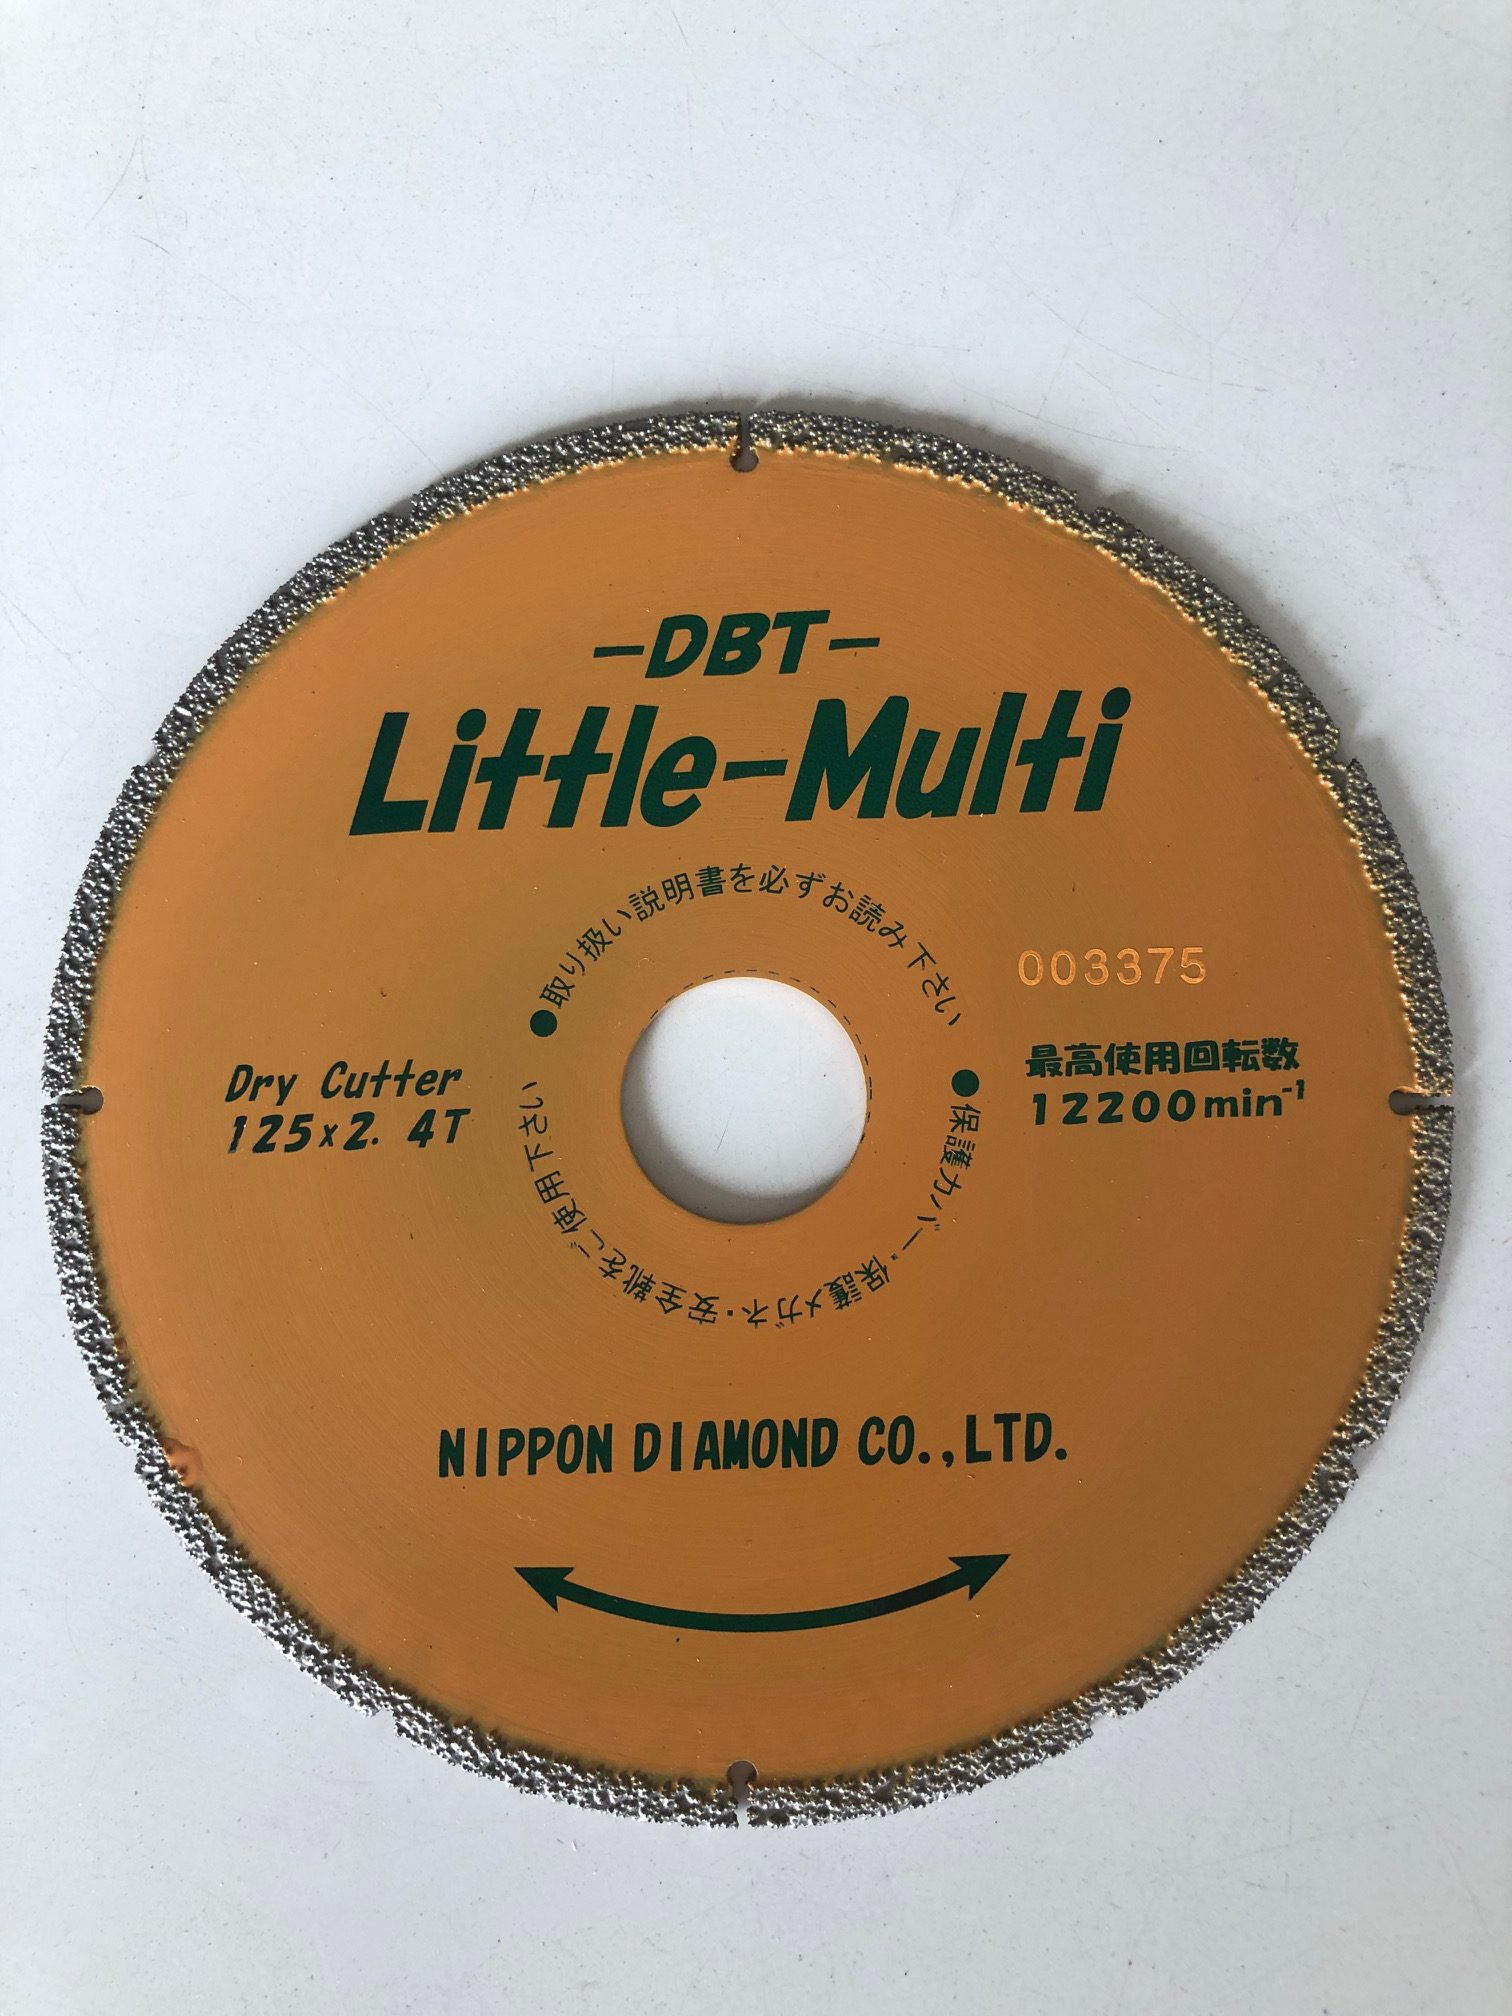 -DBT-
Little-Multi
●取り扱い説明書を必ずお読み下さい
003375
Dry Cutter
125x2.4T
最高使用回転数
12200min⁻¹
●保護カバー・保護メガネ・安全靴をご使用下さい
NIPPON DIAMOND CO.,LTD.